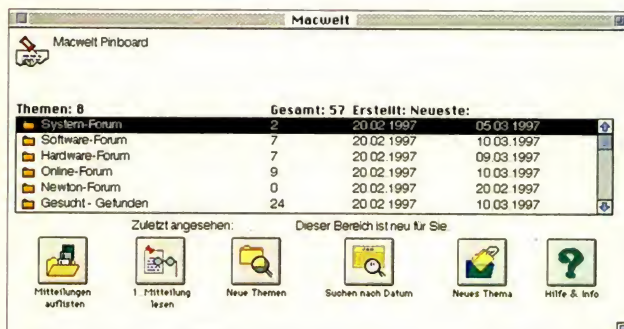 Macwelt
Macwelt Pinboard
Themen: 8 Gesamt: 57 Erstellt: Neueste:
System-Forum 2 20 02 1997 05 03 1997
Software-Forum 7 20 02 1997 10.03.1997
Hardware-Forum 7 20 02 1997 09 03 1997
Online-Forum 9 20 02 1997 10 03 1997
Newton-Forum 0 20 02 1997 20 02 1997
Gesucht - Gefunden 24 20 02 1997 10 03 1997
Zuletzt angesehen: Dieser Bereich ist neu für Sie.
Mitteilungen auflisten
1. Mitteilung lesen
Neue Themen
Suchen nach Datum
Neues Thema
Hilfe & Info